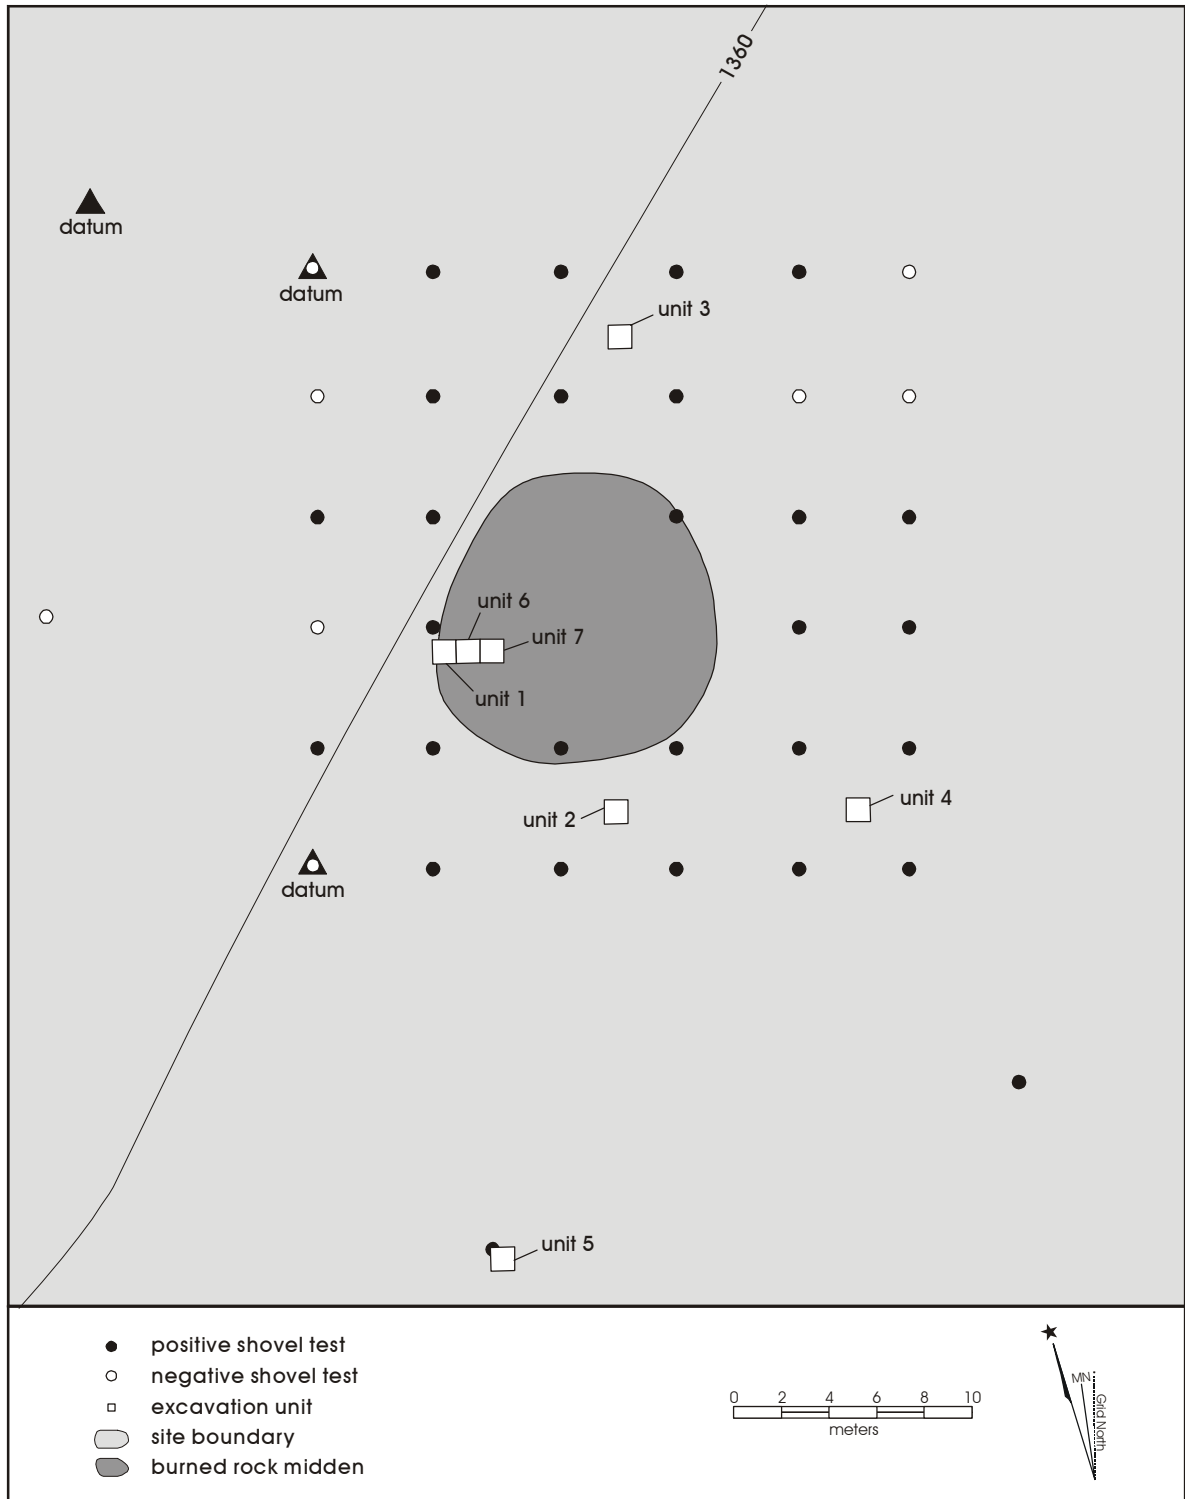 1360
datum
datum
unit 3
unit 6
unit 7
unit 1
unit 4
unit 2
datum
unit 5
positive shovel test
negative shovel test
excavation unit
site boundary
burned rock midden
0 2 4 6 8 10
meters
MN
Grid North